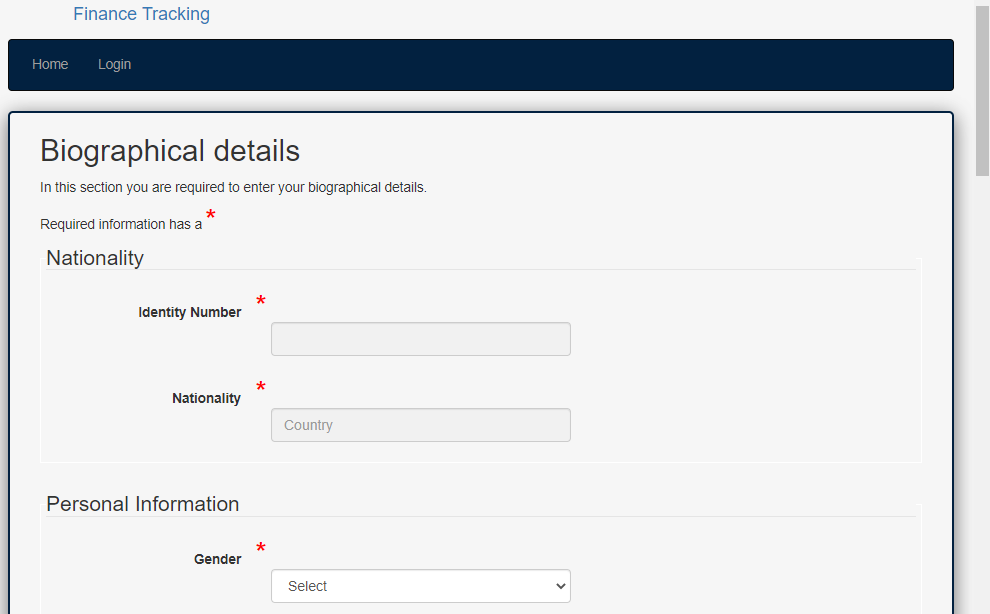 Finance Tracking
Home Login
Biographical details
In this section you are required to enter your biographical details.
Required information has a *
Nationality
Identity Number *
Nationality *
Country
Personal Information
Gender *
Select